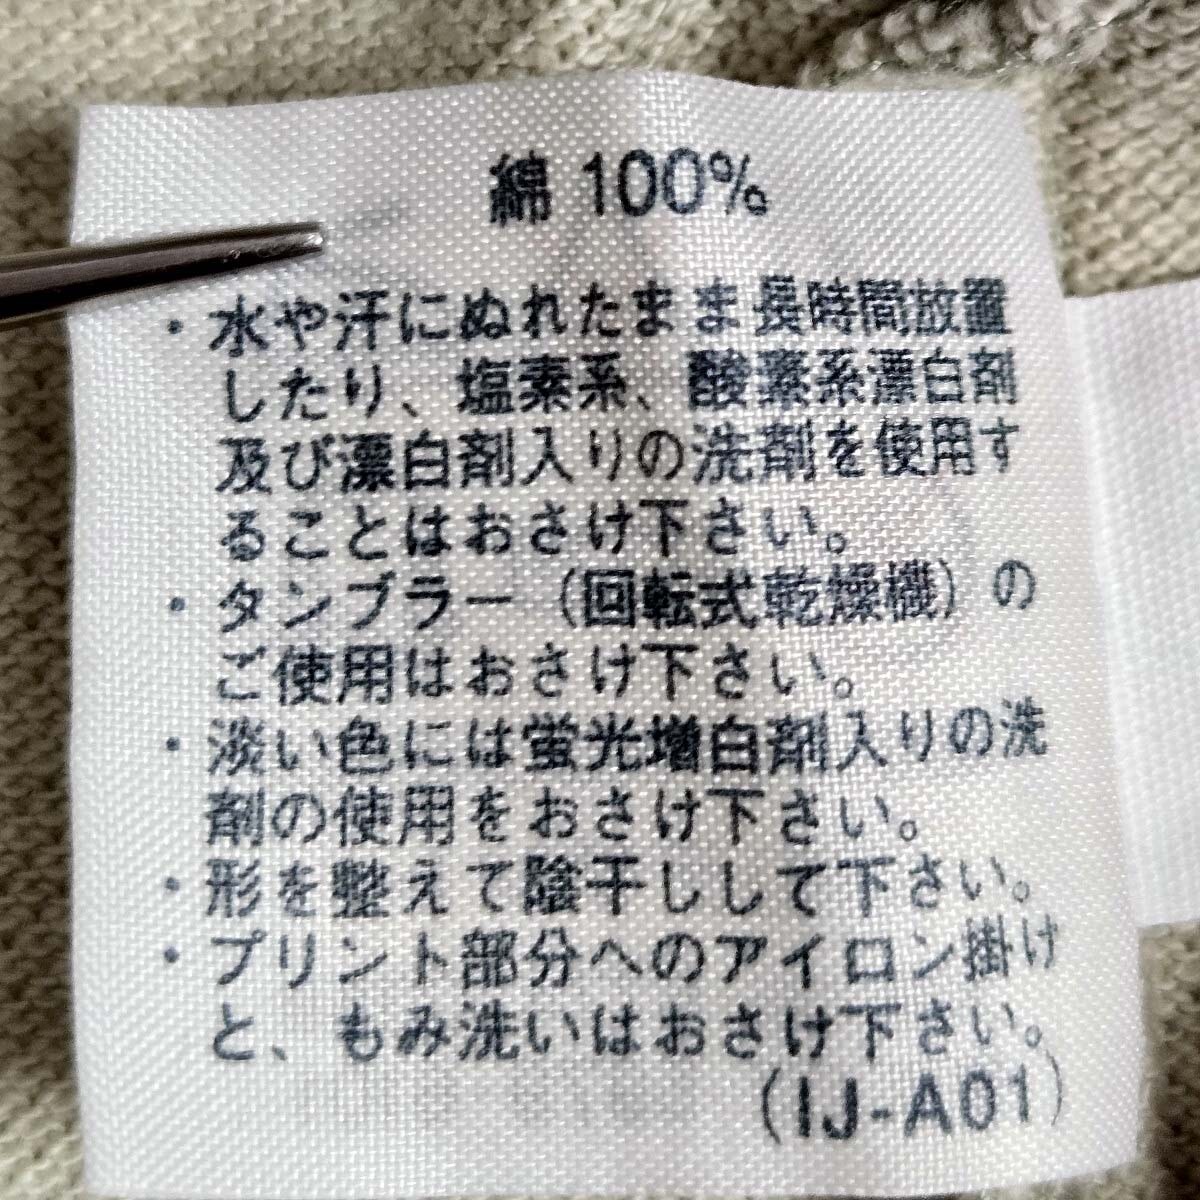 綿 100%
・水や汗にぬれたまま長時間放置
したり、塩素系、酸素系漂白剤
及び漂白剤入りの洗剤を使用す
ることはおさけ下さい。
・タンブラー（回転式乾燥機）の
ご使用はおさけ下さい。
・淡い色には蛍光増白剤入りの洗
剤の使用をおさけ下さい。
・形を整えて陰干しして下さい。
・プリント部分へのアイロン掛け
と、もみ洗いはおさけ下さい。
(IJ-A01)